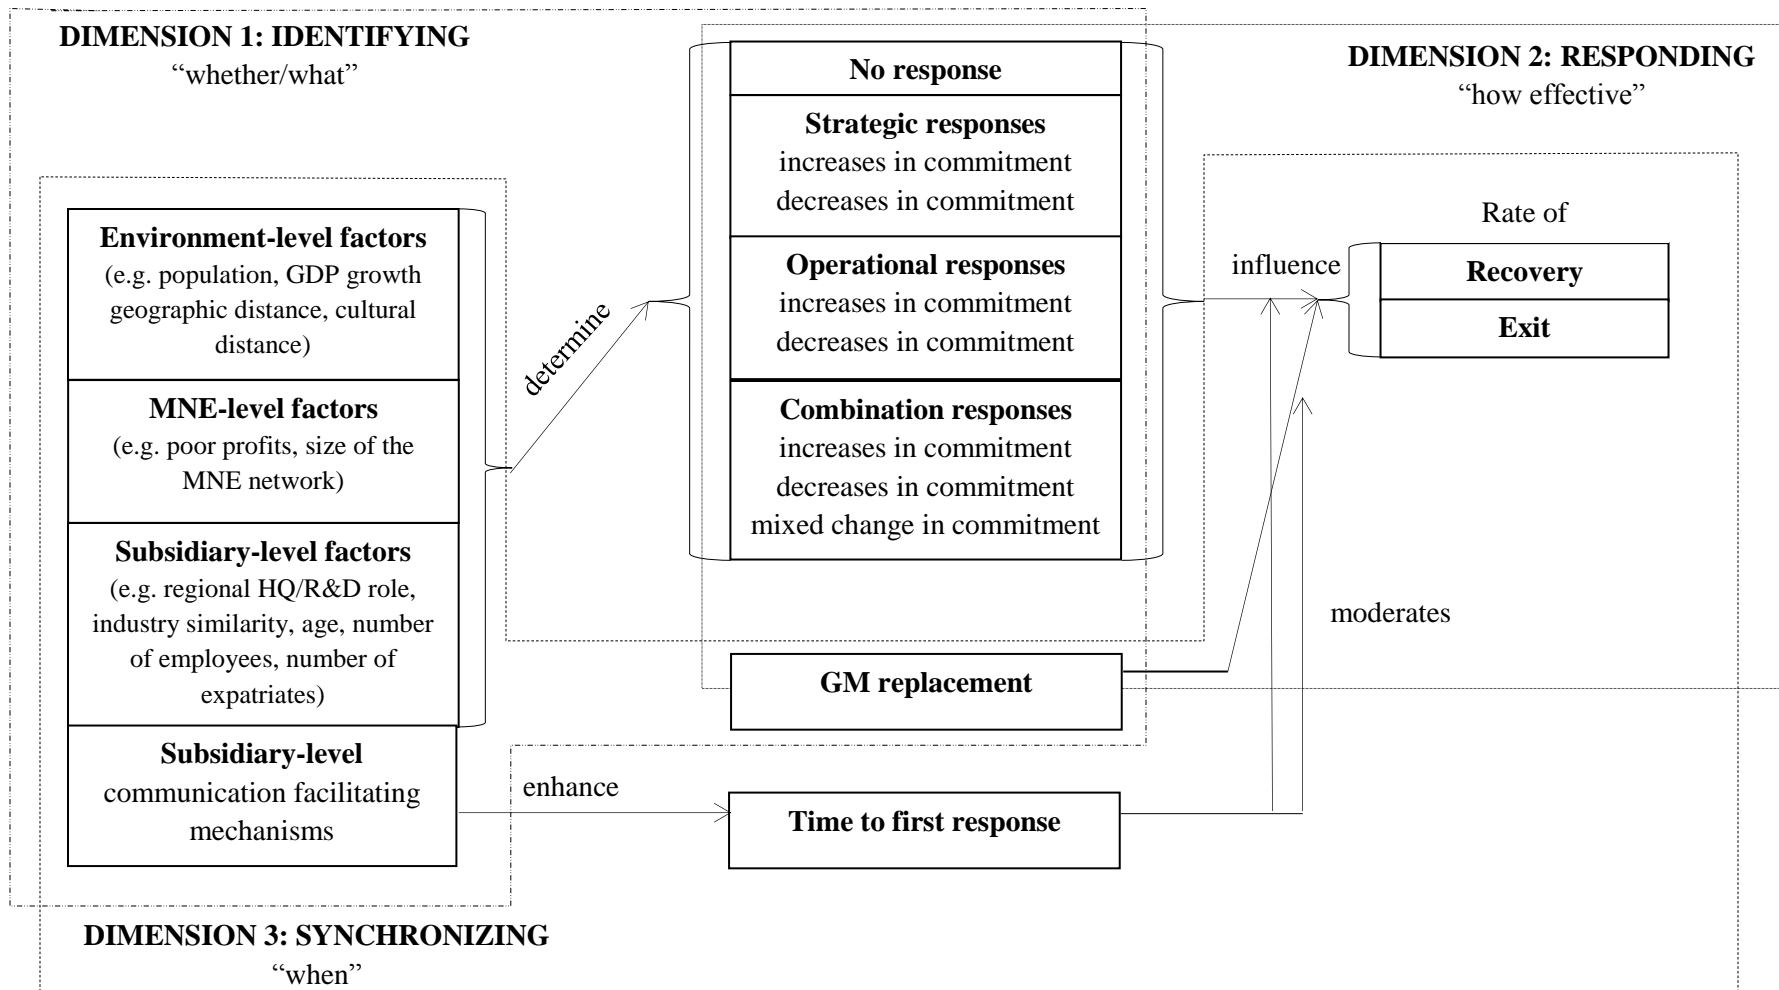 DIMENSION 1: IDENTIFYING
“whether/what”
DIMENSION 2: RESPONDING
“how effective”
No response
Strategic responses
increases in commitment
decreases in commitment
Operational responses
increases in commitment
decreases in commitment
Combination responses
increases in commitment
decreases in commitment
mixed change in commitment
Environment-level factors
(e.g. population, GDP growth
geographic distance, cultural
distance)
MNE-level factors
(e.g. poor profits, size of the
MNE network)
Subsidiary-level factors
(e.g. regional HQ/R&D role,
industry similarity, age, number
of employees, number of
expatriates)
Subsidiary-level
communication facilitating
mechanisms
determine
influence
Rate of
Recovery
Exit
moderates
GM replacement
enhance
Time to first response
DIMENSION 3: SYNCHRONIZING
“when”